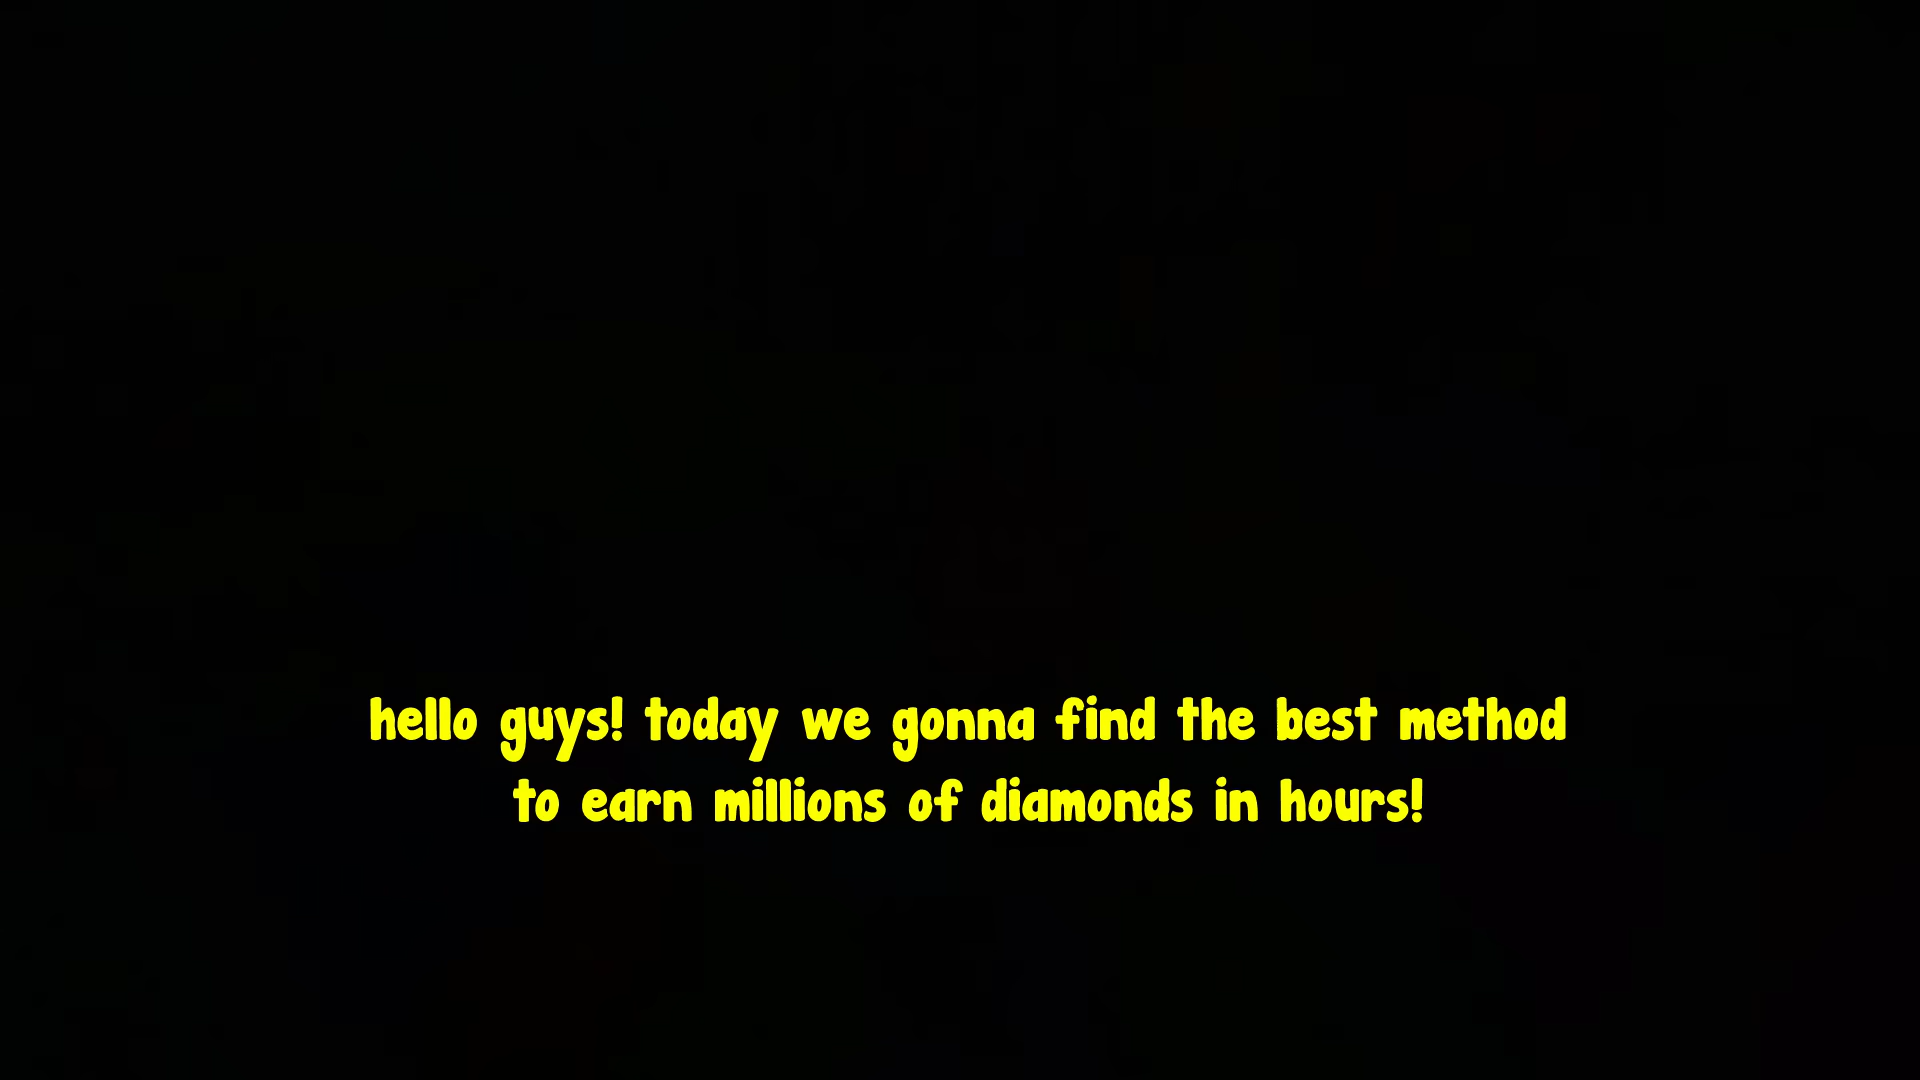 hello guys! today we gonna find the best method
to earn millions of diamonds in hours!